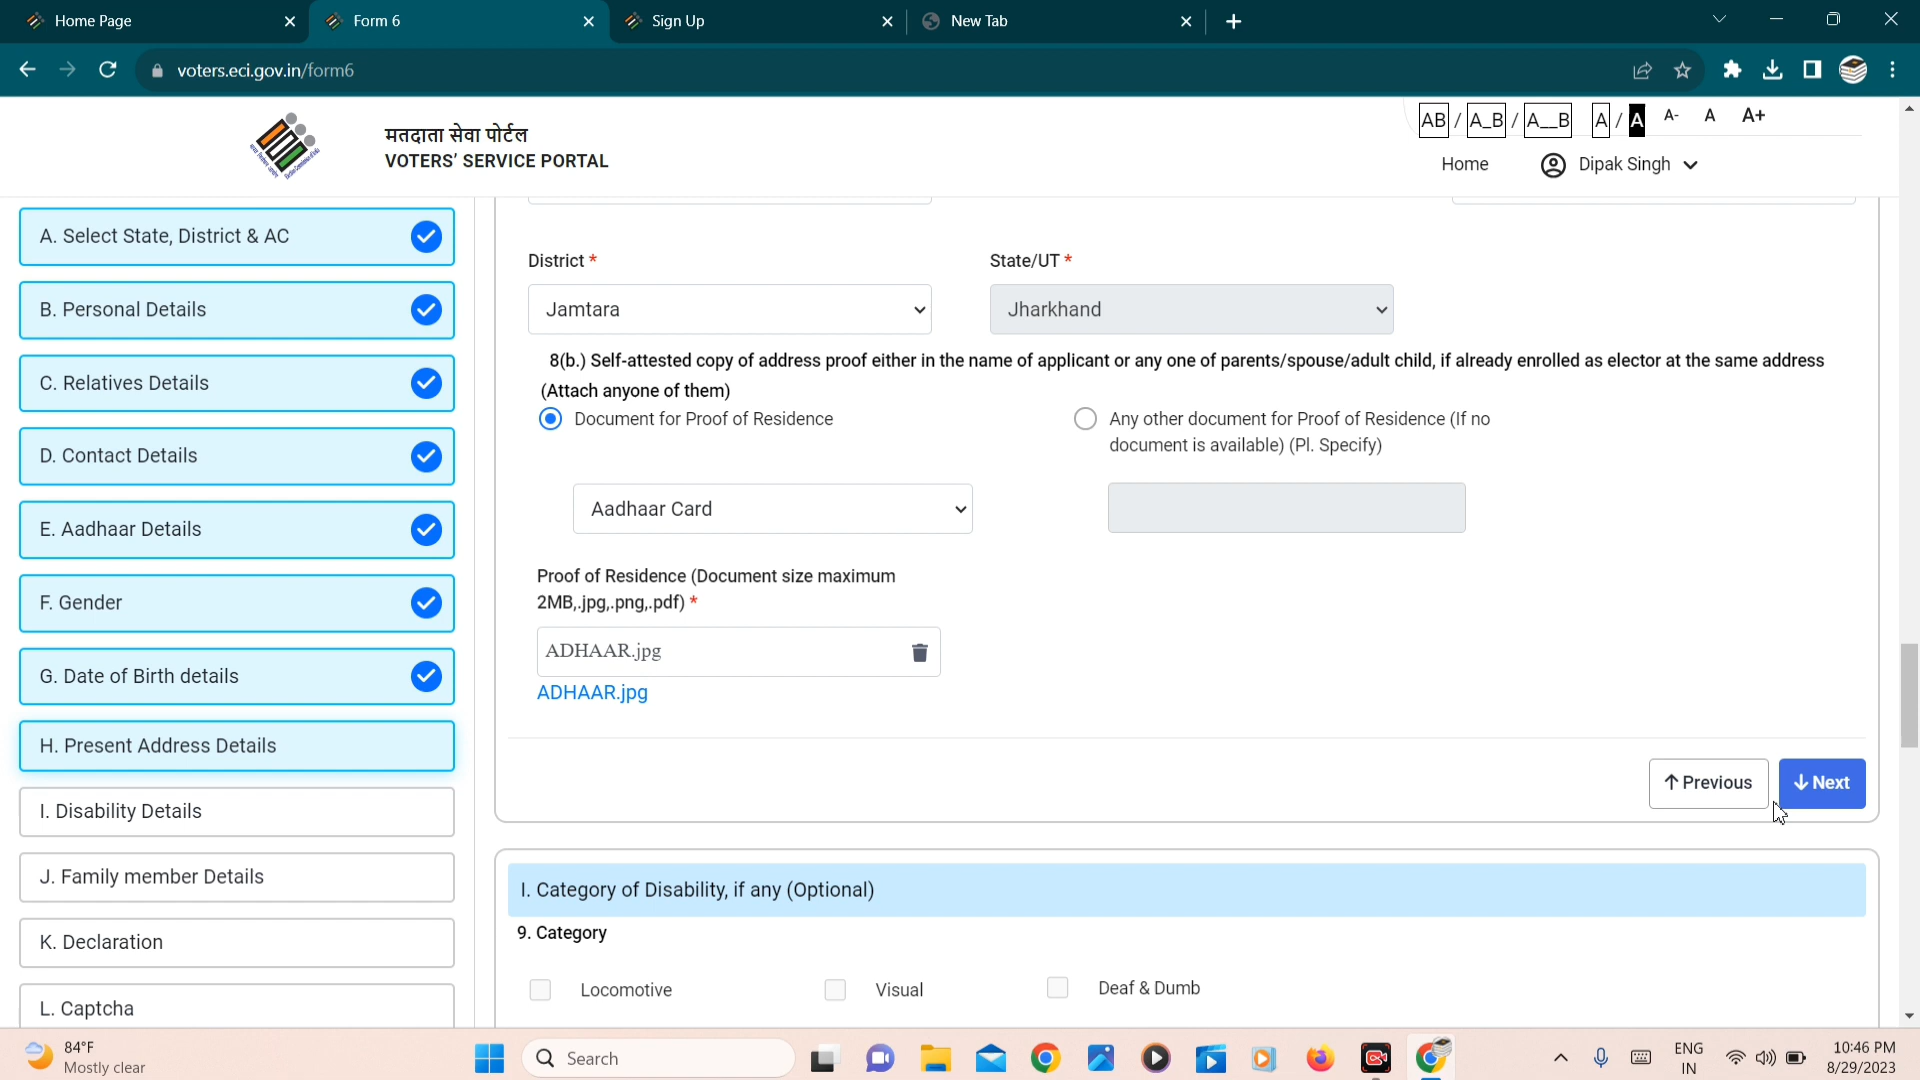 Home Page
Form 6
Sign Up
New Tab
voters.eci.gov.in/form6
AB / A_B / A__B A / A A- A A+
मतदाता सेवा पोर्टल
VOTERS' SERVICE PORTAL
Home
Dipak Singh
A. Select State, District & AC
B. Personal Details
C. Relatives Details
D. Contact Details
E. Aadhaar Details
F. Gender
G. Date of Birth details
H. Present Address Details
I. Disability Details
J. Family member Details
K. Declaration
L. Captcha
District *
State/UT *
Jamtara
Jharkhand
8(b.) Self-attested copy of address proof either in the name of applicant or any one of parents/spouse/adult child, if already enrolled as elector at the same address
(Attach anyone of them)
Document for Proof of Residence
Any other document for Proof of Residence (If no
document is available) (Pl. Specify)
Aadhaar Card
Proof of Residence (Document size maximum
2MB,.jpg,.png,.pdf) *
ADHAAR.jpg
ADHAAR.jpg
Previous
Next
I. Category of Disability, if any (Optional)
9. Category
Locomotive
Visual
Deaf & Dumb
84°F
Mostly clear
Search
ENG
IN
10:46 PM
8/29/2023